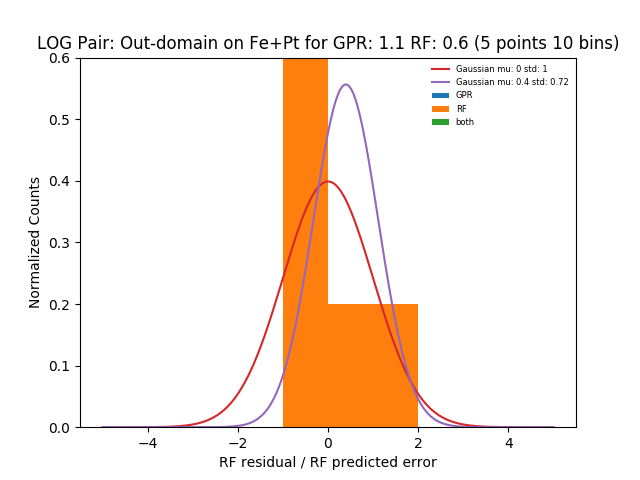 LOG Pair: Out-domain on Fe+Pt for GPR: 1.1 RF: 0.6 (5 points 10 bins)
Gaussian mu: 0 std: 1
Gaussian mu: 0.4 std: 0.72
GPR
RF
both
Normalized Counts
0.6
0.5
0.4
0.3
0.2
0.1
0.0
−4 −2 0 2 4
RF residual / RF predicted error